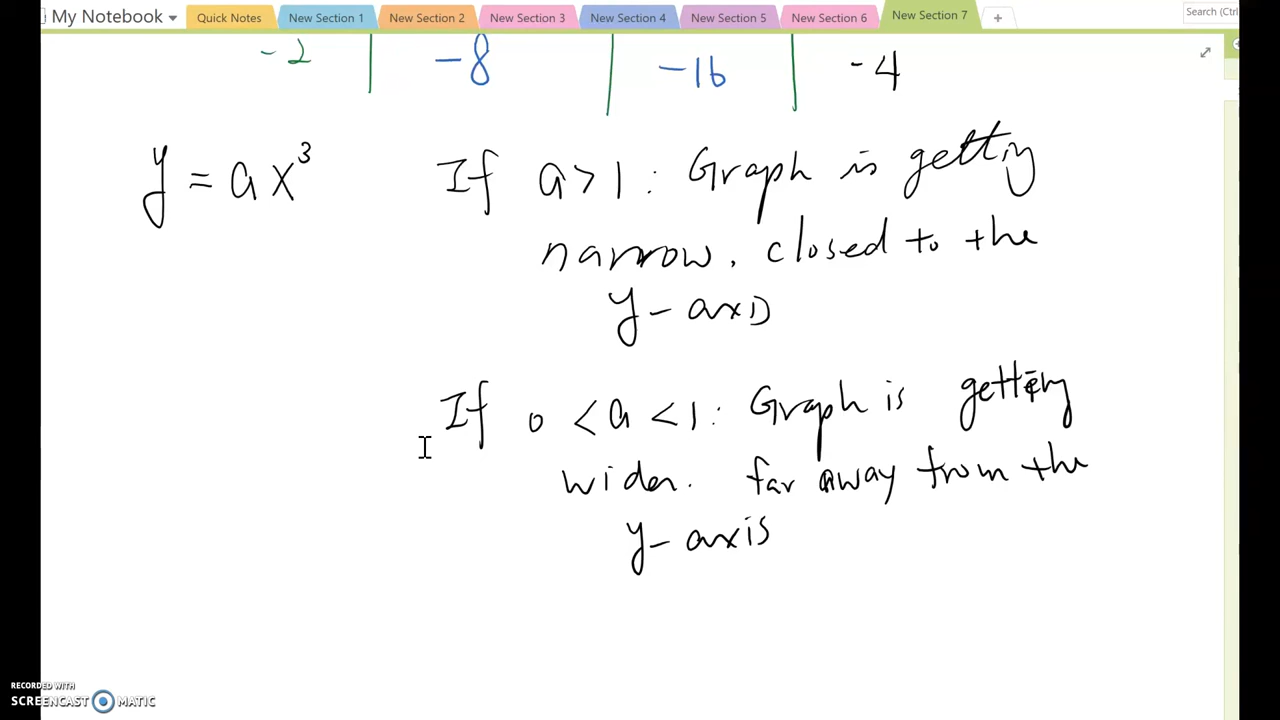 My Notebook Quick Notes New Section 1 New Section 2 New Section 3 New Section 4 New Section 5 New Section 6 New Section 7 + Search (
-2 -8 -16 -4
y = ax³ If a > 1 : Graph is getting
narrow. closed to the
y-axis
If 0 < a < 1 : Graph is getting
wider. far away from the
y-axis
RECORDED WITH
SCREENCAST MATIC